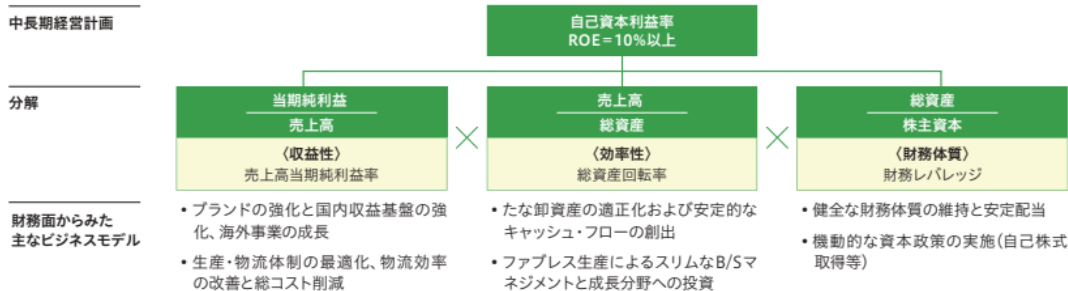 中長期経営計画
自己資本利益率
ROE=10%以上
分解
当期純利益
売上高
〈収益性〉
売上高当期純利益率
×
売上高
総資産
〈効率性〉
総資産回転率
×
総資産
株主資本
〈財務体質〉
財務レバレッジ
財務面からみた
主なビジネスモデル
•ブランドの強化と国内収益基盤の強
化、海外事業の成長
•生産・物流体制の最適化、物流効率
の改善と総コスト削減
•たな卸資産の適正化および安定的な
キャッシュ・フローの創出
•ファブレス生産によるスリムなB/Sマ
ネジメントと成長分野への投資
•健全な財務体質の維持と安定配当
•機動的な資本政策の実施(自己株式
取得等)